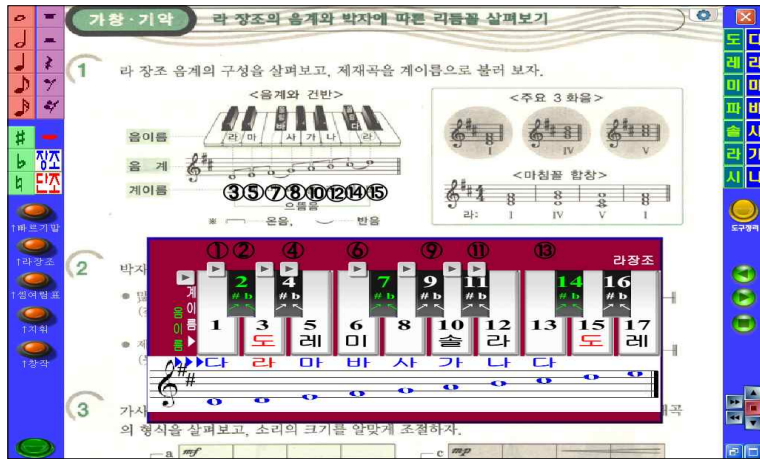 가창·기악
라 장조의 음계와 박자에 따른 리듬꼴 살펴보기
1
라 장조 음계의 구성을 살펴보고, 제재곡을 계이름으로 불러 보자.
<음계와 건반>
음이름
라 마 사 가 나 라
음 계
계이름
③⑤⑦⑧⑩⑫⑭⑮
으뜸음
※ 온음, 반음
<주요 3 화음>
I IV V
<마침꼴 합창>
라: I IV V I
2
박자
①②④⑥⑨⑪⑬
라장조
계이름
음이름
2 4 7 9 11 14 16
# b # b # b # b # b # b # b
1 3 5 6 8 10 12 13 15 17
도 레 미 솔 라 도 레
다 라 마 바 사 가 나 다
3
가사
재곡
의 형식을 살펴보고, 소리의 크기를 알맞게 조절하자.
a mf
c mp
장조
단조
↑바르기말
↑라장조
↑썸여림표
↑지휘
↑창작
도 다
레 라
미 마
파 바
솔 사
라 가
시 나
도구정리